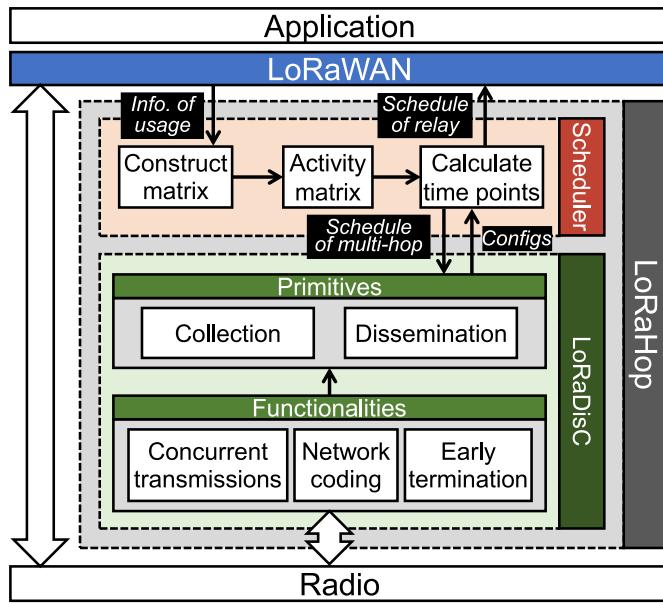 Application
LoRaWAN
Info. of
usage
Schedule
of relay
Construct
matrix
Activity
matrix
Calculate
time points
Scheduler
Schedule
of multi-hop
Configs
LoRaHop
Primitives
Collection
Dissemination
LoRaDisC
Functionalities
Concurrent
transmissions
Network
coding
Early
termination
Radio